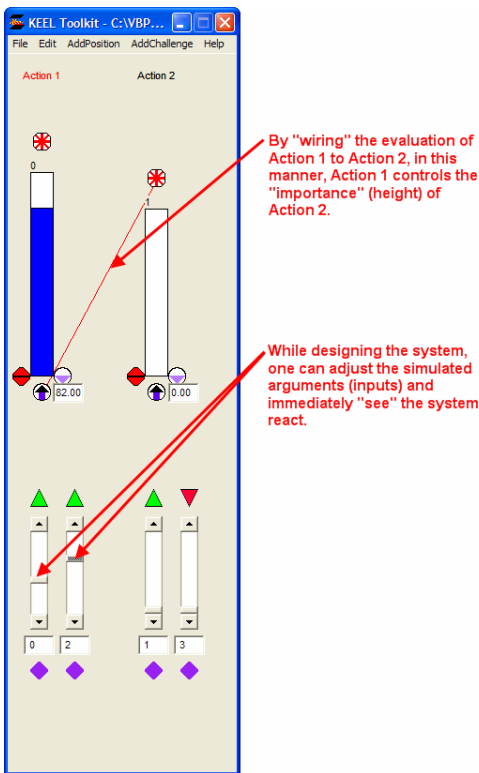 KEEL Toolkit - C:\VBP...
File Edit AddPosition AddChallenge Help
Action 1 Action 2
0
1
82.00 0.00
0 2 1 3
By "wiring" the evaluation of
Action 1 to Action 2, in this
manner, Action 1 controls the
"importance" (height) of
Action 2.
While designing the system,
one can adjust the simulated
arguments (inputs) and
immediately "see" the system
react.